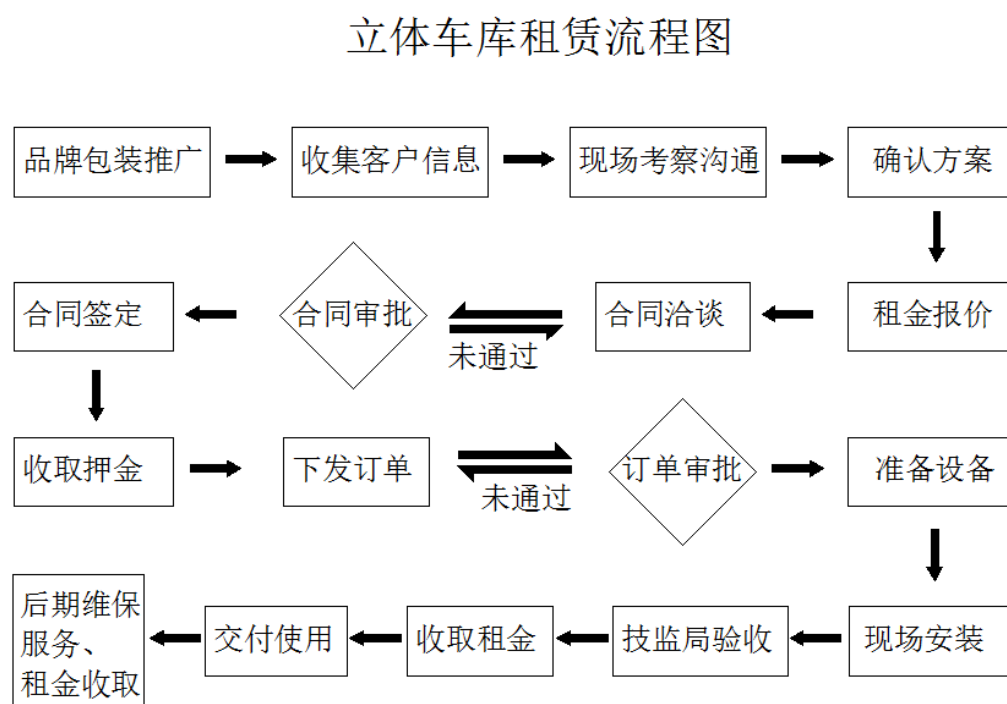 立体车库租赁流程图
品牌包装推广
收集客户信息
现场考察沟通
确认方案
租金报价
合同洽谈
未通过
合同审批
合同签定
收取押金
下发订单
未通过
订单审批
准备设备
现场安装
技监局验收
收取租金
交付使用
后期维保
服务、
租金收取